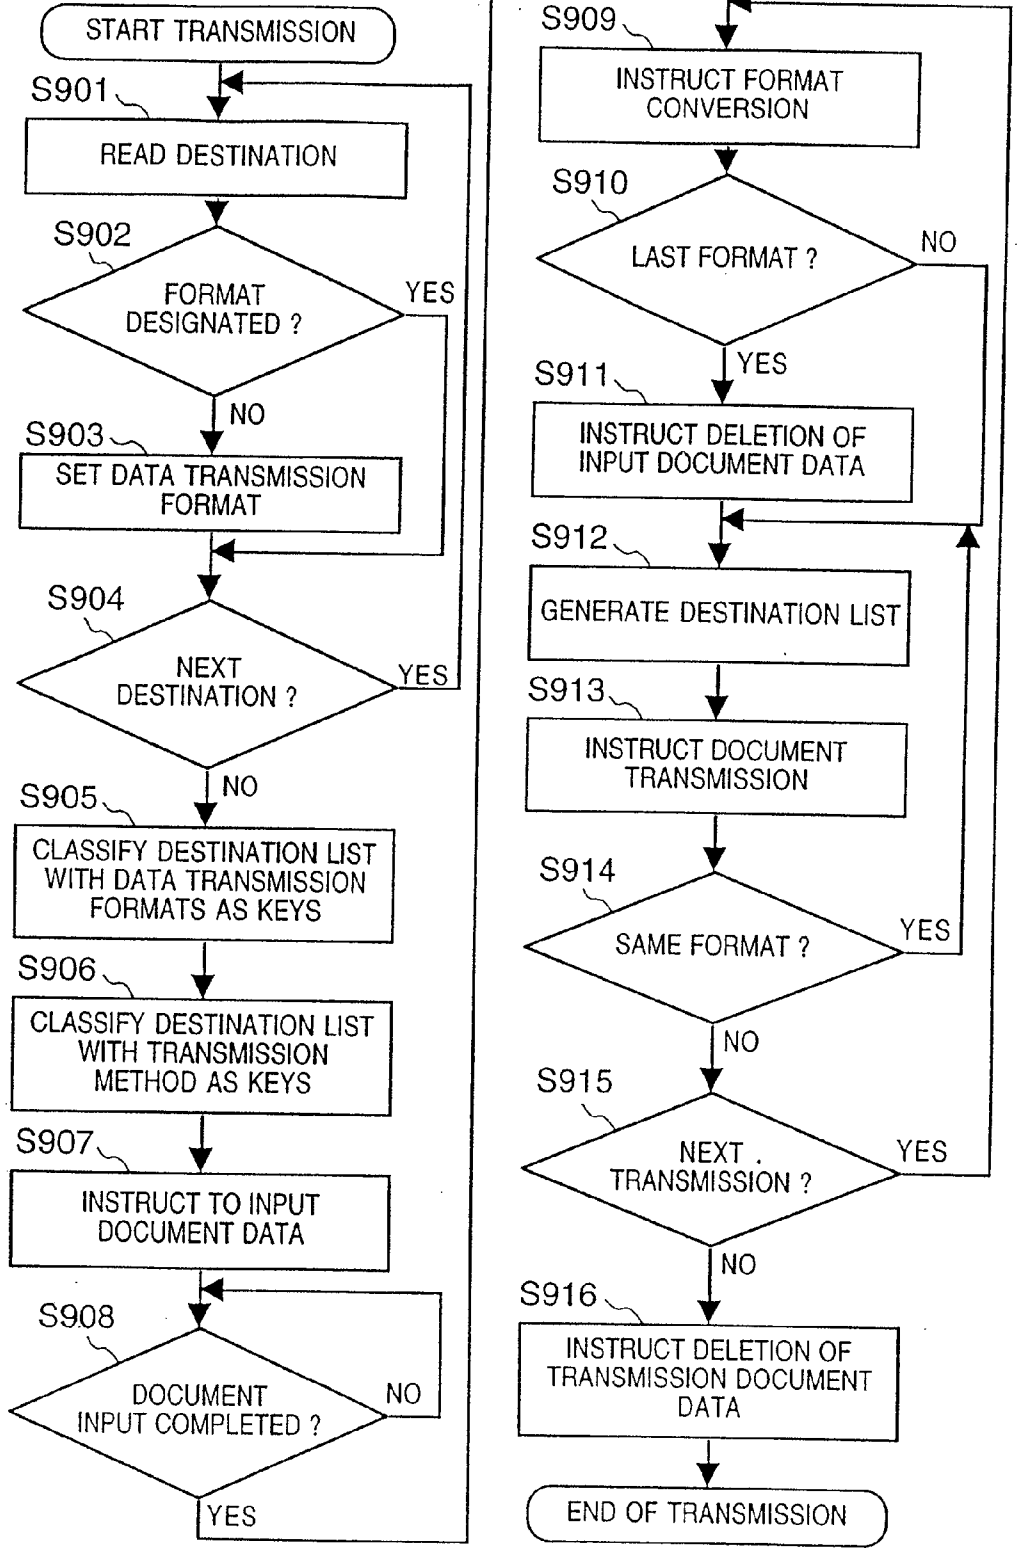 START TRANSMISSION
S901
READ DESTINATION
S902
FORMAT
DESIGNATED ?
YES
NO
S903
SET DATA TRANSMISSION
FORMAT
S904
NEXT
DESTINATION ?
YES
NO
S905
CLASSIFY DESTINATION LIST
WITH DATA TRANSMISSION
FORMATS AS KEYS
S906
CLASSIFY DESTINATION LIST
WITH TRANSMISSION
METHOD AS KEYS
S907
INSTRUCT TO INPUT
DOCUMENT DATA
S908
DOCUMENT
INPUT COMPLETED ?
NO
YES
S909
INSTRUCT FORMAT
CONVERSION
S910
LAST FORMAT ?
NO
YES
S911
INSTRUCT DELETION OF
INPUT DOCUMENT DATA
S912
GENERATE DESTINATION LIST
S913
INSTRUCT DOCUMENT
TRANSMISSION
S914
SAME FORMAT ?
YES
NO
S915
NEXT
TRANSMISSION ?
YES
NO
S916
INSTRUCT DELETION OF
TRANSMISSION DOCUMENT
DATA
END OF TRANSMISSION